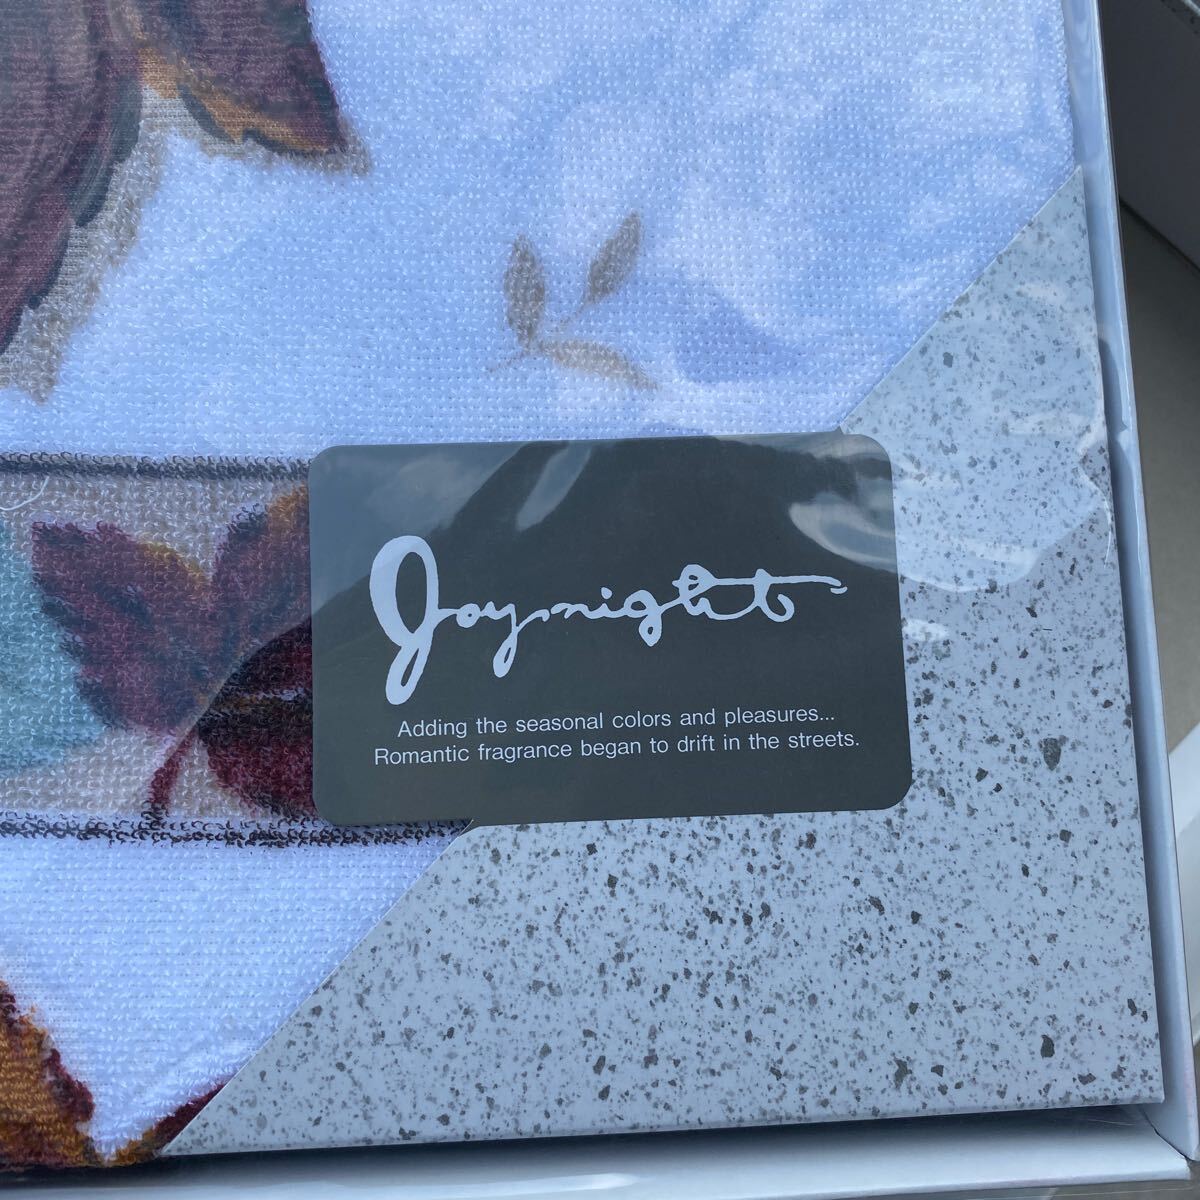 Joynight
Adding the seasonal colors and pleasures...
Romantic fragrance began to drift in the streets.